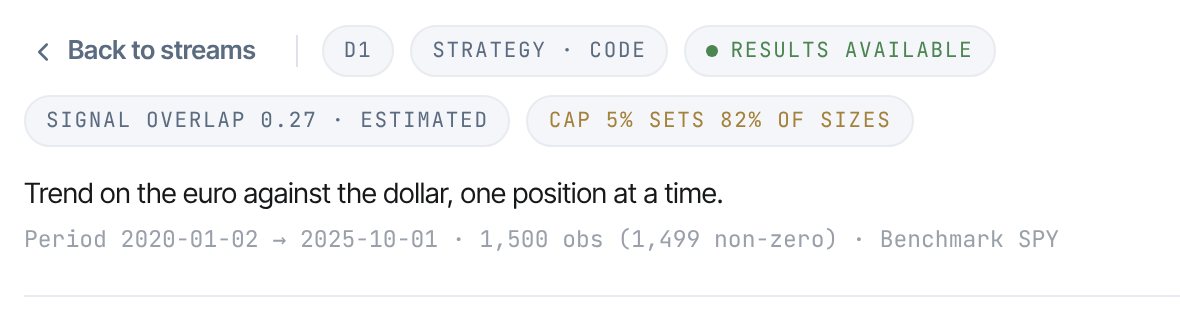 Back to streams D1 STRATEGY · CODE RESULTS AVAILABLE
SIGNAL OVERLAP 0.27 · ESTIMATED CAP 5% SETS 82% OF SIZES
Trend on the euro against the dollar, one position at a time.
Period 2020-01-02 → 2025-10-01 · 1,500 obs (1,499 non-zero) · Benchmark SPY